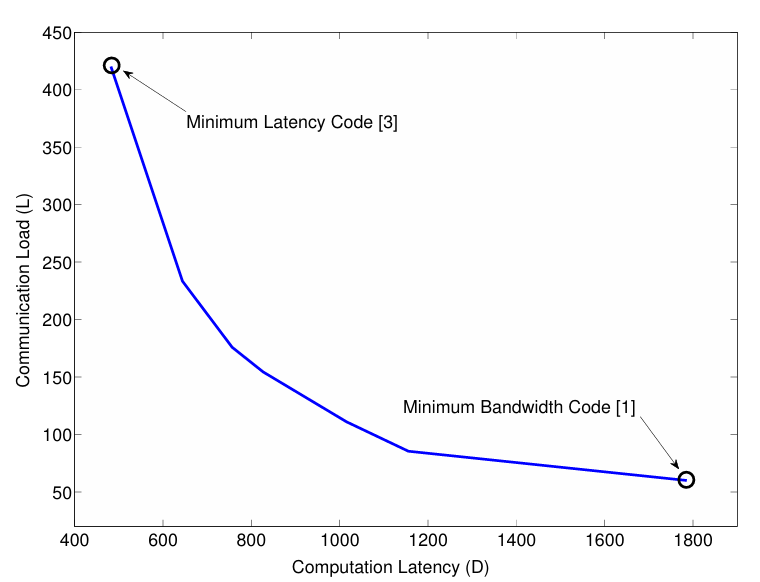 450
400
350
300
250
200
150
100
50
Communication Load (L)
Minimum Latency Code [3]
Minimum Bandwidth Code [1]
400 600 800 1000 1200 1400 1600 1800
Computation Latency (D)